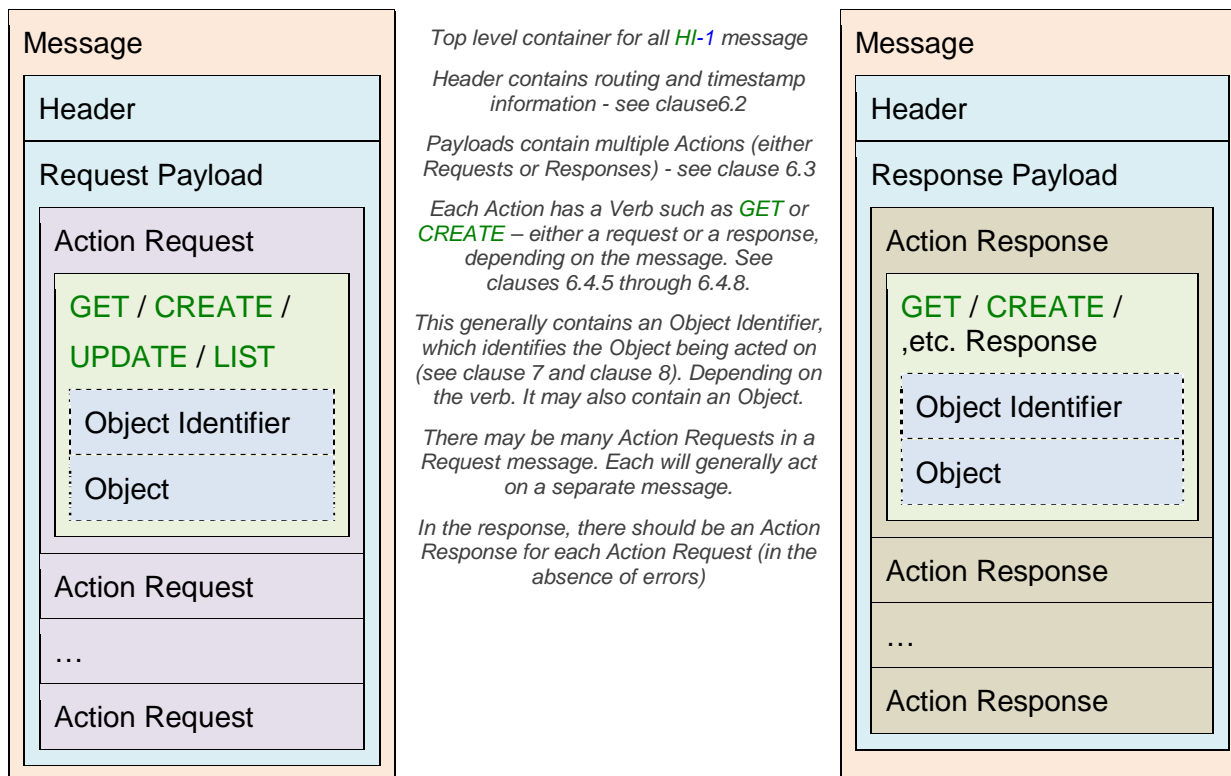 Message
Header
Request Payload
Action Request
GET / CREATE /
UPDATE / LIST
Object Identifier
Object
Action Request
…
Action Request
Top level container for all HI-1 message
Header contains routing and timestamp
information - see clause6.2
Payloads contain multiple Actions (either
Requests or Responses) - see clause 6.3
Each Action has a Verb such as GET or
CREATE – either a request or a response,
depending on the message. See
clauses 6.4.5 through 6.4.8.
This generally contains an Object Identifier,
which identifies the Object being acted on
(see clause 7 and clause 8). Depending on
the verb. It may also contain an Object.
There may be many Action Requests in a
Request message. Each will generally act
on a separate message.
In the response, there should be an Action
Response for each Action Request (in the
absence of errors)
Message
Header
Response Payload
Action Response
GET / CREATE /
,etc. Response
Object Identifier
Object
Action Response
…
Action Response